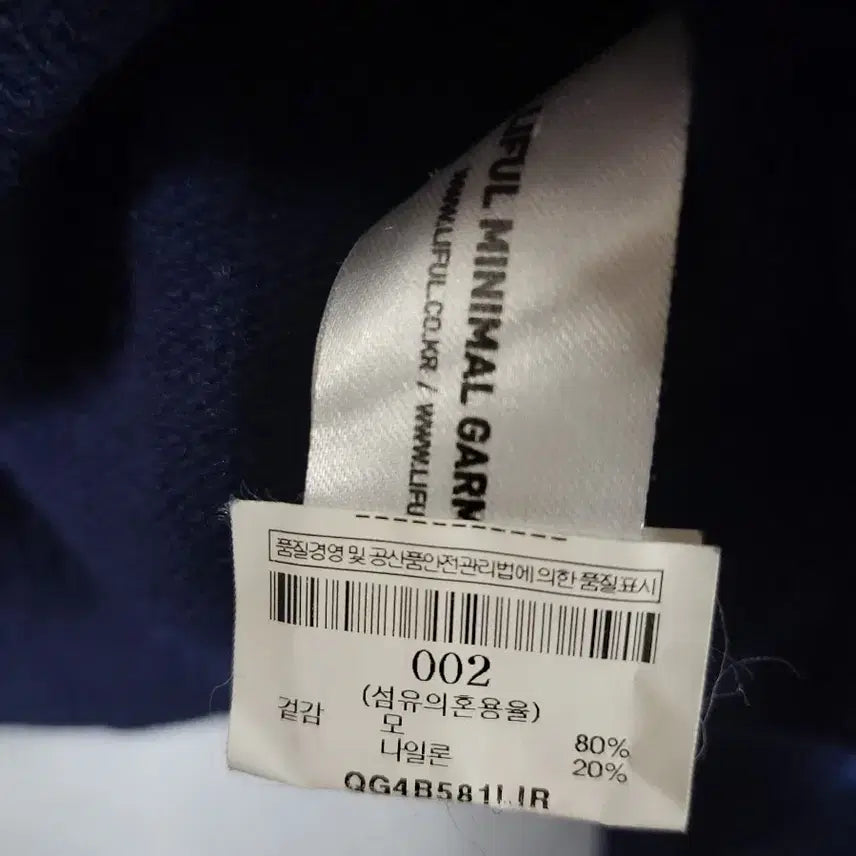 LIFUL MINIMAL GARM
WWW.LIFUL.CO.KR / WWW.LIFU
품질경영 및 공산품안전관리법에 의한 품질표시
002
(섬유의혼용율)
겉감 모 80%
나일론 20%